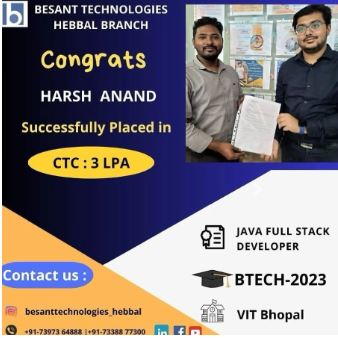 b
BESANT TECHNOLOGIES
HEBBAL BRANCH
Congrats
HARSH ANAND
Successfully Placed in
CTC : 3 LPA
JAVA FULL STACK
DEVELOPER
BTECH-2023
VIT Bhopal
Contact us :
besanttechnologies_hebbal
+91-73973 64888 |+91-73388 77300